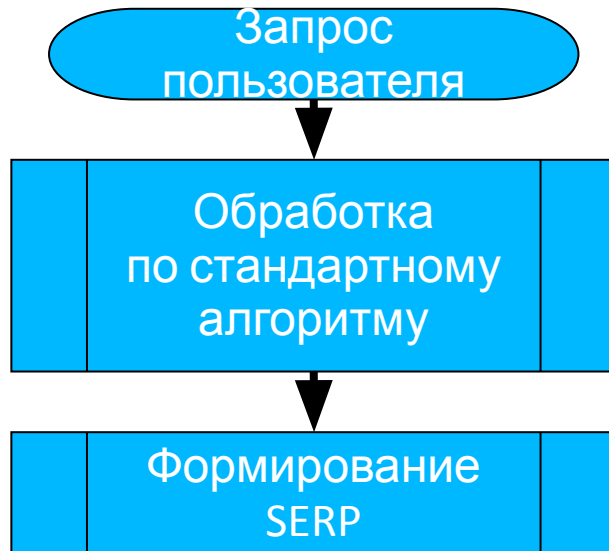 Запрос
пользователя
Обработка
по стандартному
алгоритму
Формирование
SERP